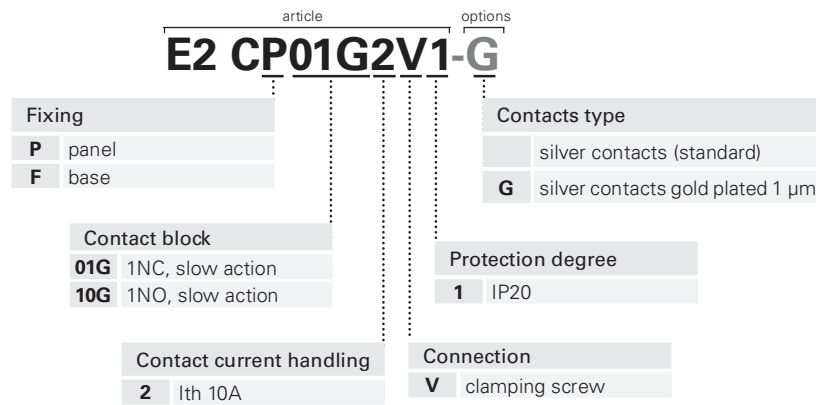 article
options
E2 CP01G2V1-G
Fixing
P panel
F base
Contacts type
silver contacts (standard)
G silver contacts gold plated 1 µm
Contact block
01G 1NC, slow action
10G 1NO, slow action
Protection degree
1 IP20
Contact current handling
2 Ith 10A
Connection
V clamping screw